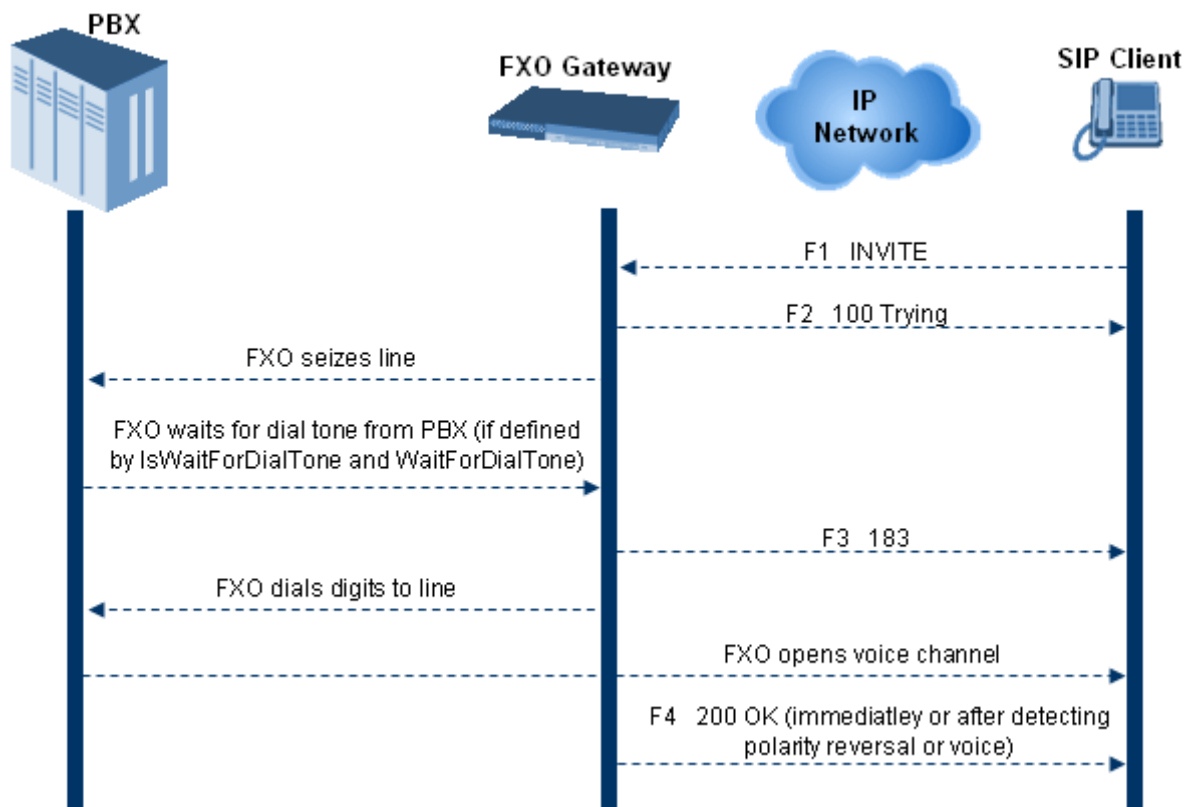 PBX
FXO Gateway
IP
Network
SIP Client
F1 INVITE
F2 100 Trying
FXO seizes line
FXO waits for dial tone from PBX (if defined
by IsWaitForDialTone and WaitForDialTone)
F3 183
FXO dials digits to line
FXO opens voice channel
F4 200 OK (immediatley or after detecting
polarity reversal or voice)